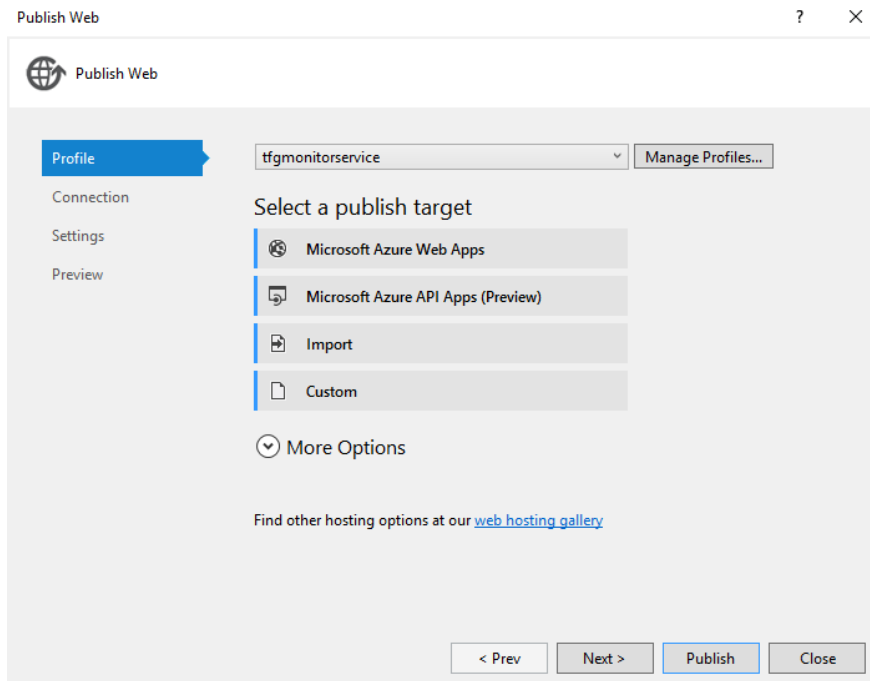 Publish Web
?
Publish Web
Profile
Connection
Settings
Preview
tfgmonitorservice
Manage Profiles...
Select a publish target
Microsoft Azure Web Apps
Microsoft Azure API Apps (Preview)
Import
Custom
More Options
Find other hosting options at our web hosting gallery
< Prev
Next >
Publish
Close